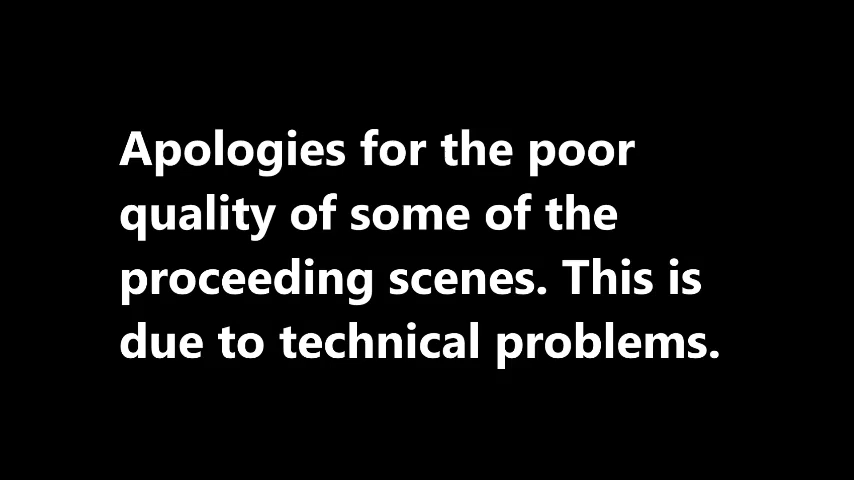 Apologies for the poor
quality of some of the
proceeding scenes. This is
due to technical problems.